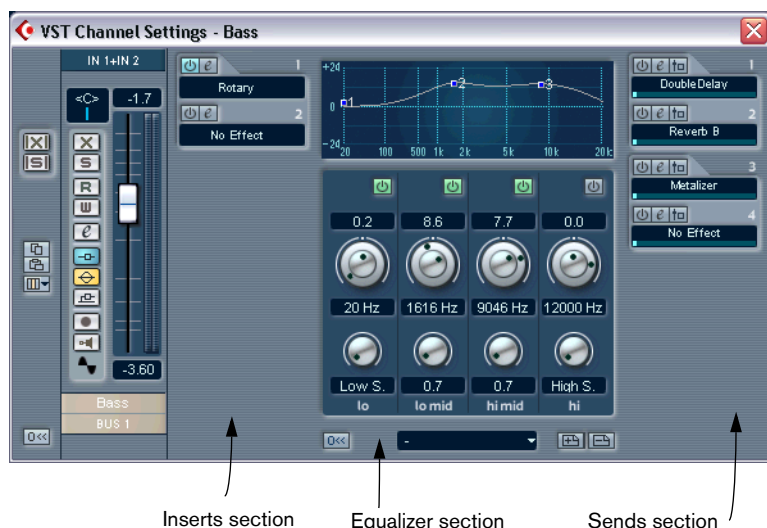 VST Channel Settings - Bass
IN 1+IN 2
<C>
-1.7
X
S
R
W
e
-3.60
Bass
BUS 1
X
S
0<<
e
1
Rotary
e
2
No Effect
+24
0
-24
1
2
3
20 100 500 1k 2k 5k 10k 20k
0.2 8.6 7.7 0.0
20 Hz 1616 Hz 9046 Hz 12000 Hz
Low S. 0.7 0.7 High S.
lo lo mid hi mid hi
0<<
-
e
1
DoubleDelay
e
2
Reverb B
e
3
Metalizer
e
4
No Effect
Inserts section
Equalizer section
Sends section